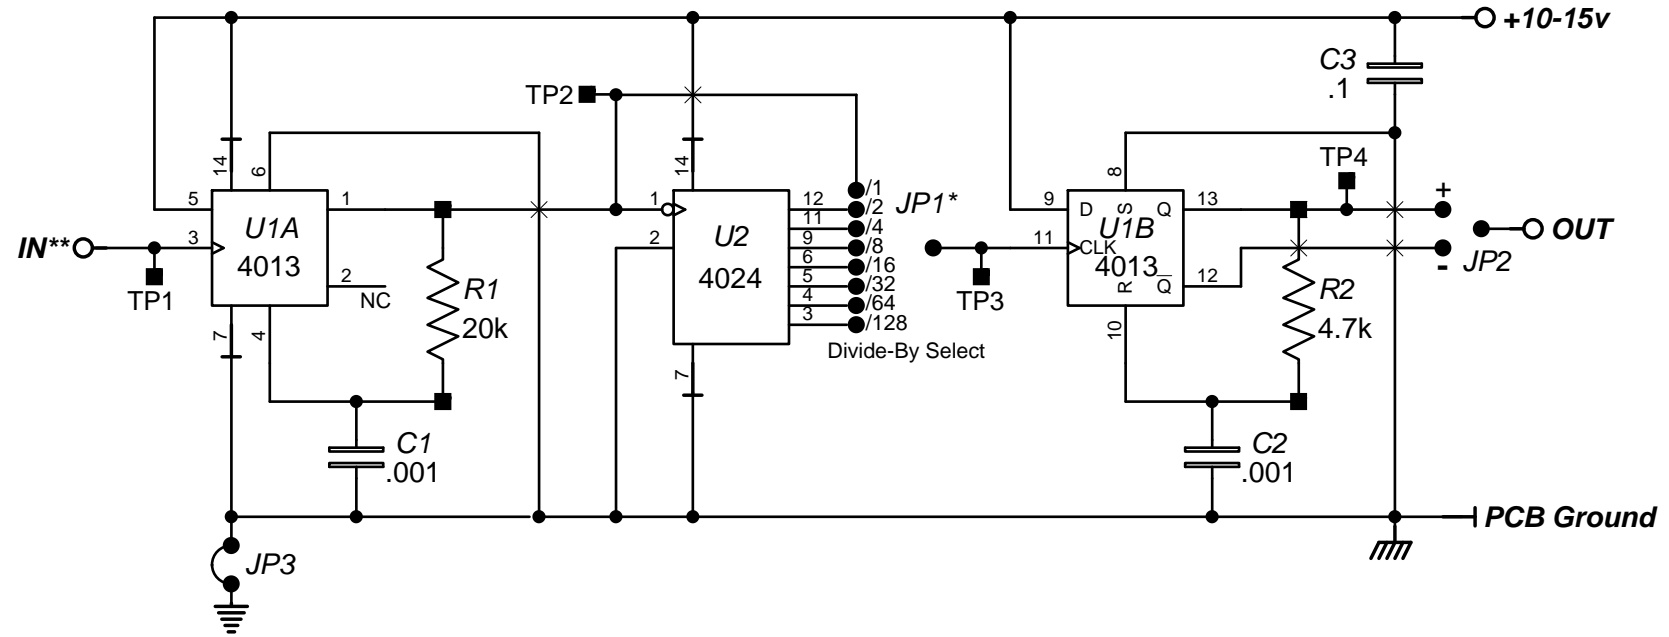 +10-15v
C3
.1
TP2
14
6
14
8
TP4
/1
+
5
1
1
12
/2
JP1*
9
D
S
Q
13
11
/4
U1A
U2
U1B
OUT
IN**
3
2
9
/8
11
CLK
4013
4024
6
/16
4013
-
JP2
TP1
2
NC
R1
5
/32
TP3
R
Q
12
R2
4
/64
20k
3
/128
4.7k
7
4
10
Divide-By Select
7
C1
.001
C2
.001
PCB Ground
JP3